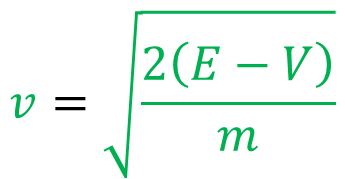 v = √(2(E − V)/m)